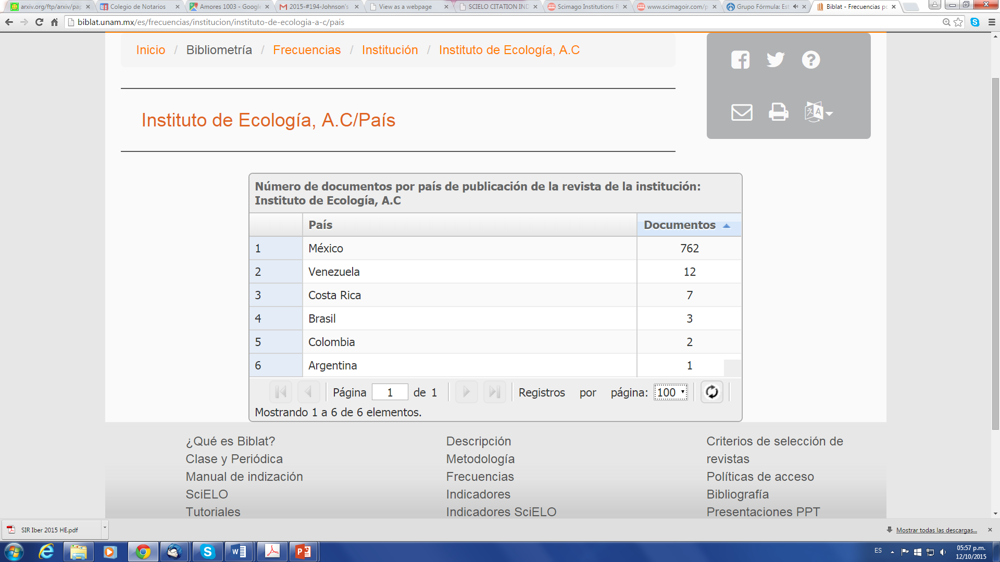 arxiv.org/ftp/arxiv/pap
Colegio de Notarios
Amores 1003 - Google
2015-#194-Johnson's
View as a webpage
SCIELO CITATION IND
Scimago Institutions R
www.scimagoir.com/p
Grupo Fórmula: Est
Biblat - Frecuencias po
biblat.unam.mx/es/frecuencias/institucion/instituto-de-ecologia-a-c/pais
Inicio / Bibliometría / Frecuencias / Institución / Instituto de Ecología, A.C
Instituto de Ecología, A.C/País
Número de documentos por país de publicación de la revista de la institución:
Instituto de Ecología, A.C
País Documentos
1 México 762
2 Venezuela 12
3 Costa Rica 7
4 Brasil 3
5 Colombia 2
6 Argentina 1
Página 1 de 1 Registros por página: 100
Mostrando 1 a 6 de 6 elementos.
¿Qué es Biblat?
Clase y Periódica
Manual de indización
SciELO
Tutoriales
Descripción
Metodología
Frecuencias
Indicadores
Indicadores SciELO
Criterios de selección de
revistas
Políticas de acceso
Bibliografía
Presentaciones PPT
SIR Iber 2015 HE.pdf
Mostrar todas las descargas...
ES
05:57 p.m.
12/10/2015